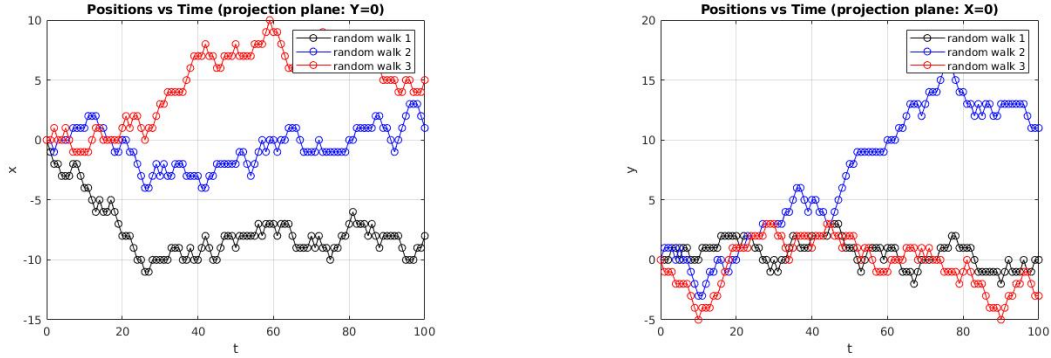 Positions vs Time (projection plane: Y=0)
10
5
0
-5
-10
-15
x
0
20
40
60
80
100
t
random walk 1
random walk 2
random walk 3
Positions vs Time (projection plane: X=0)
20
15
10
5
0
-5
y
0
20
40
60
80
100
t
random walk 1
random walk 2
random walk 3